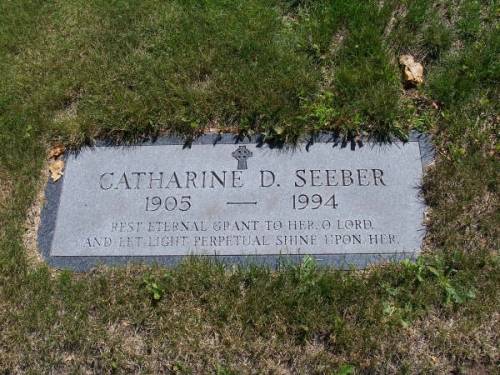 CATHARINE D. SEEBER
1905 — 1994
REST ETERNAL GRANT TO HER, O LORD,
AND LET LIGHT PERPETUAL SHINE UPON HER.